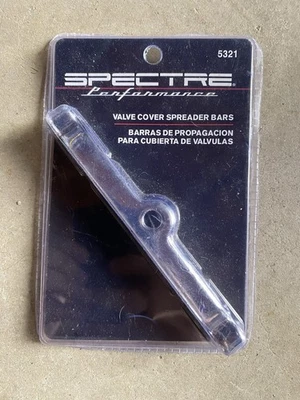 5321
SPECTRE
Performance
VALVE COVER SPREADER BARS
BARRAS DE PROPAGACION
PARA CUBIERTA DE VALVULAS